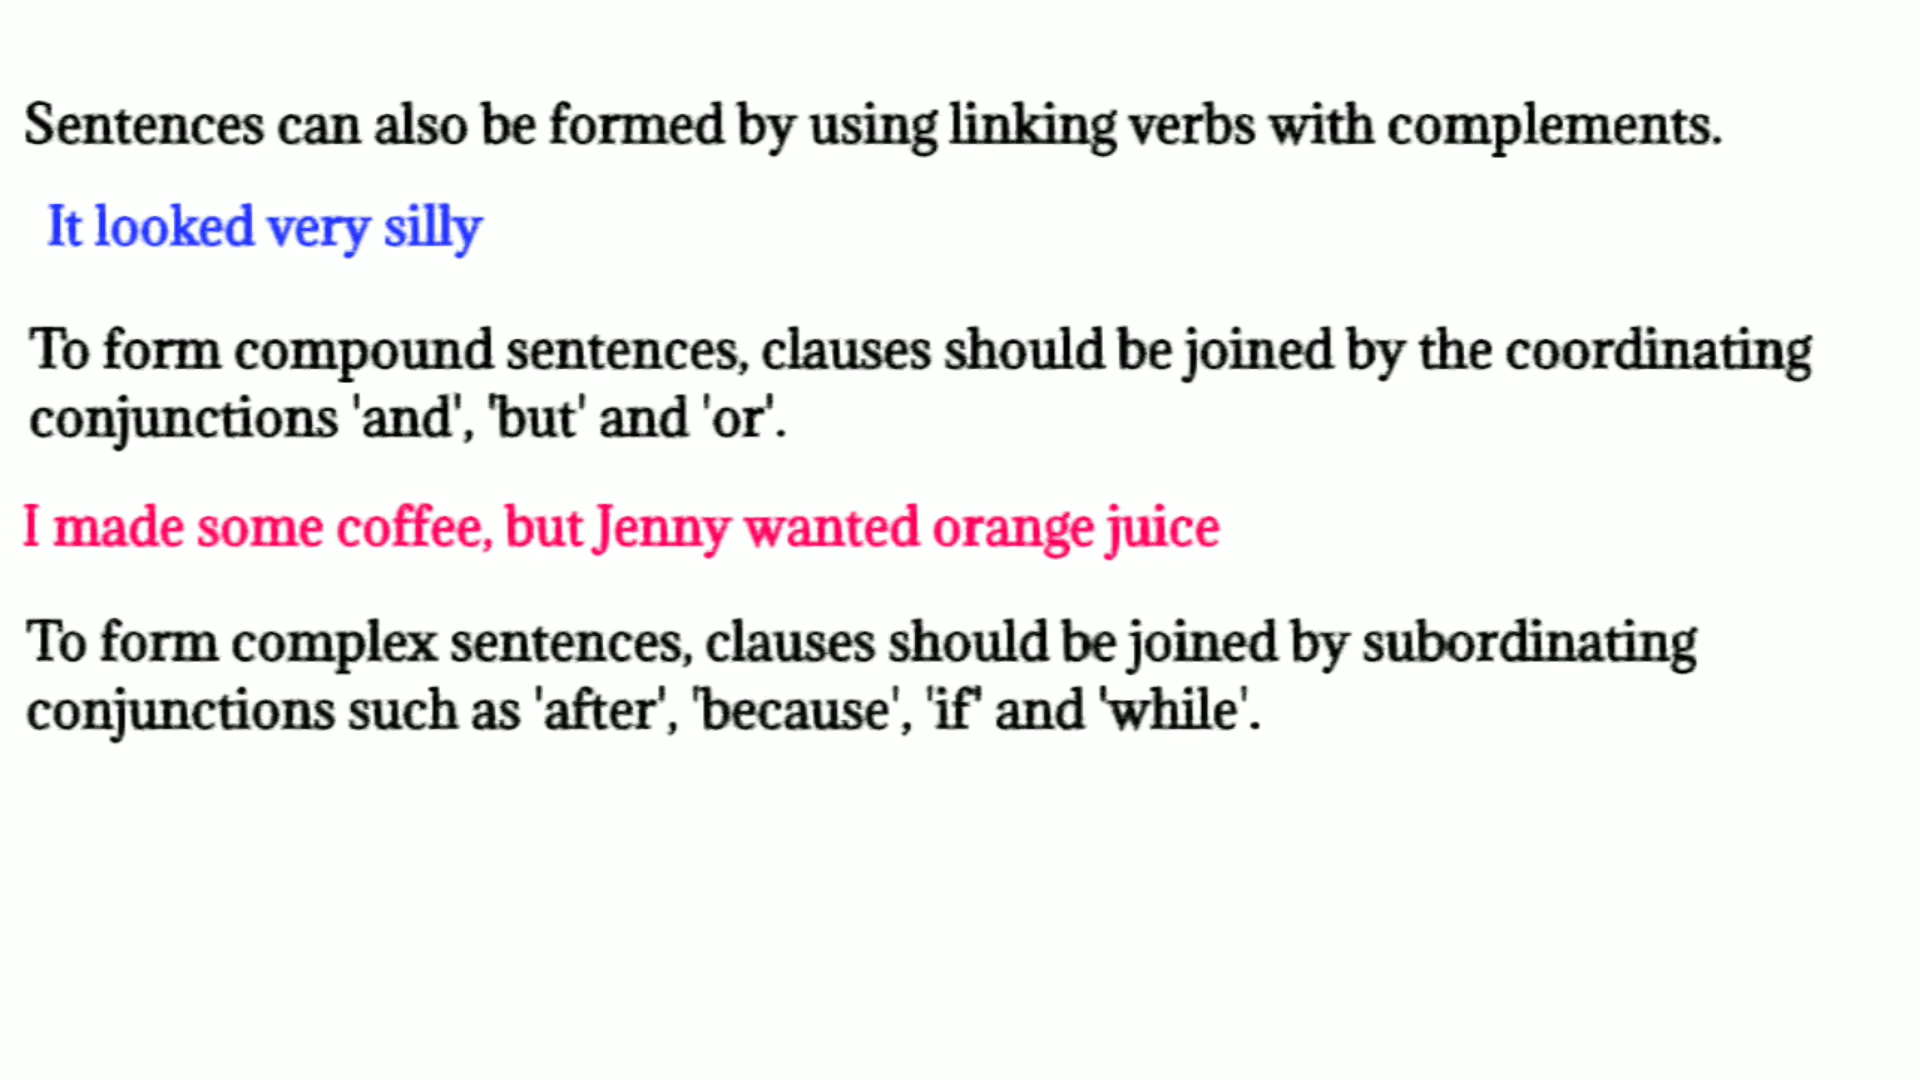 Sentences can also be formed by using linking verbs with complements.
It looked very silly
To form compound sentences, clauses should be joined by the coordinating
conjunctions 'and', 'but' and 'or'.
I made some coffee, but Jenny wanted orange juice
To form complex sentences, clauses should be joined by subordinating
conjunctions such as 'after', 'because', 'if' and 'while'.